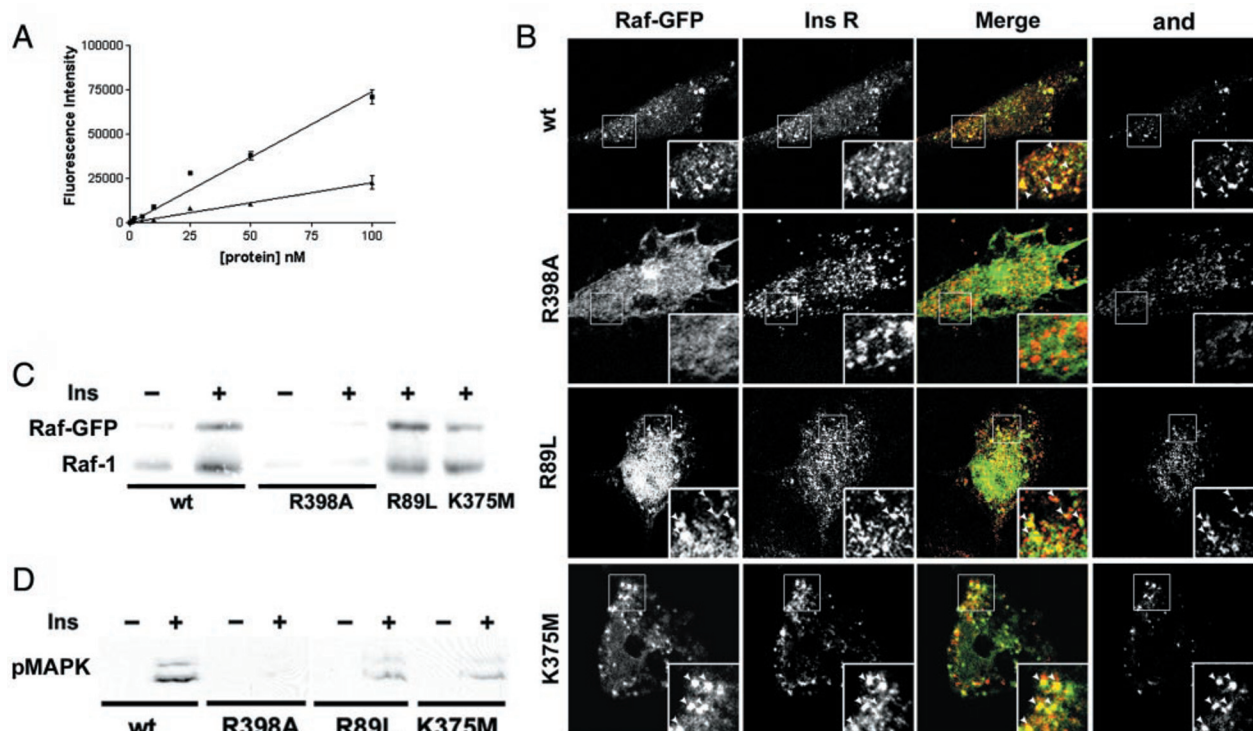 A
Fluorescence Intensity
100000
75000
50000
25000
0
0 25 50 75 100
[protein] nM
B
Raf-GFP Ins R Merge and
wt
R398A
R89L
K375M
C
Ins − + − + + +
Raf-GFP
Raf-1
wt R398A R89L K375M
D
Ins − + − + − + − +
pMAPK
wt R398A R89L K375M